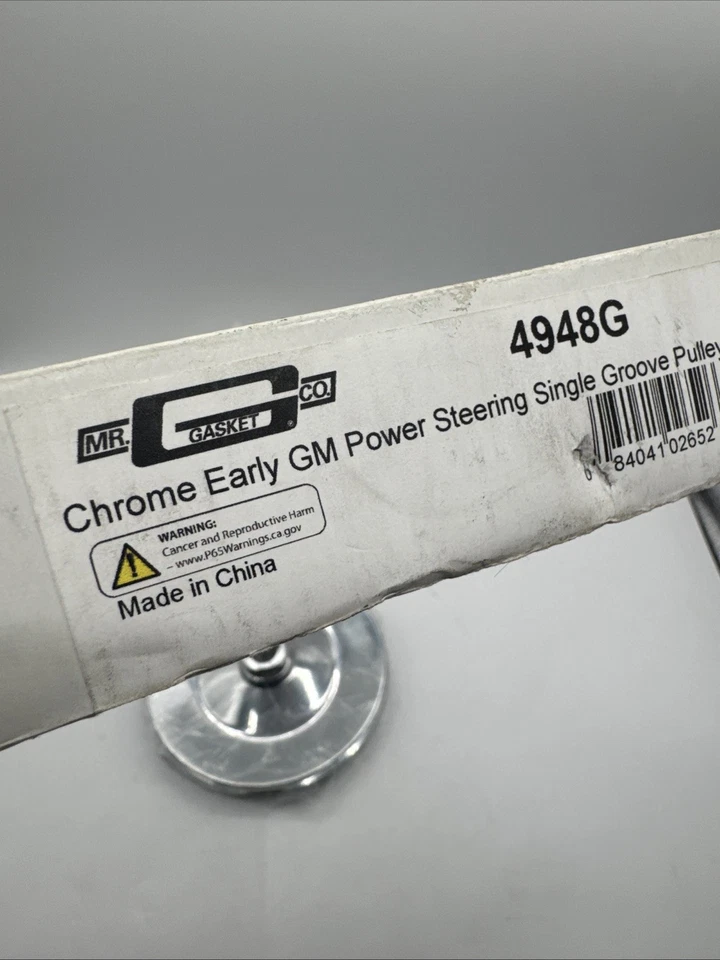 MR. GASKET CO.
4948G
Chrome Early GM Power Steering Single Groove Pulley
0 84041 02652
WARNING:
Cancer and Reproductive Harm
– www.P65Warnings.ca.gov
Made in China